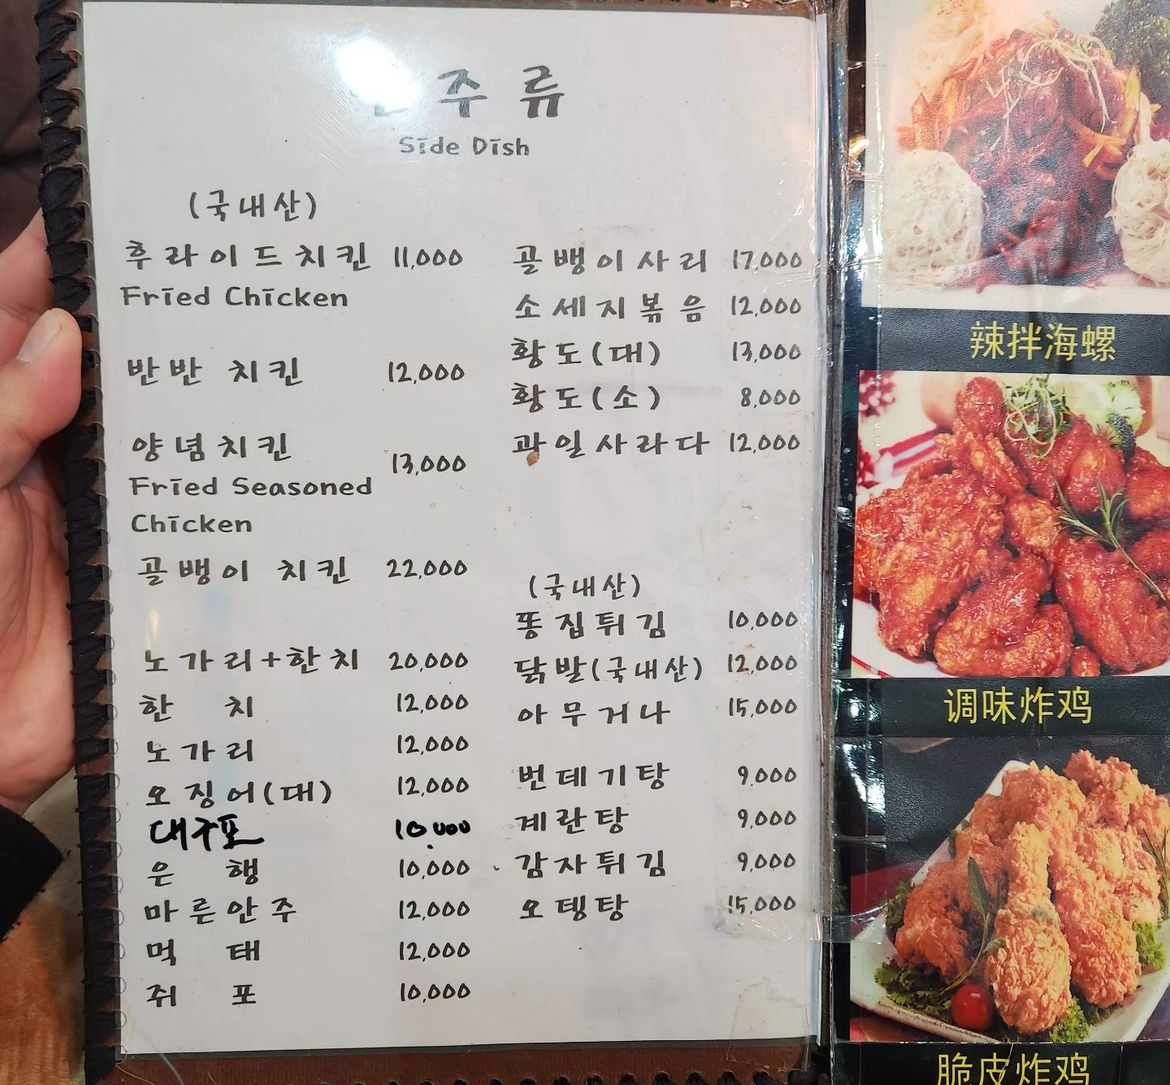 주 류
Side Dish
(국내산)
후라이드치킨 11,000
Fried Chicken
반반 치킨 12,000
양념치킨 13,000
Fried Seasoned
Chicken
골뱅이 치킨 22,000
노가리+한치 20,000
한 치 12,000
노가리 12,000
오징어(대) 12,000
대구포 10,000
은 행 10,000
마른안주 12,000
먹 태 12,000
쥐 포 10,000
골뱅이사리 17,000
소세지볶음 12,000
황도(대) 13,000
황도(소) 8,000
과일사라다 12,000
(국내산)
똥집튀김 10,000
닭발(국내산) 12,000
아무거나 15,000
번데기탕 9,000
계란탕 9,000
감자튀김 9,000
오뎅탕 15,000
辣拌海螺
调味炸鸡
脆皮炸鸡